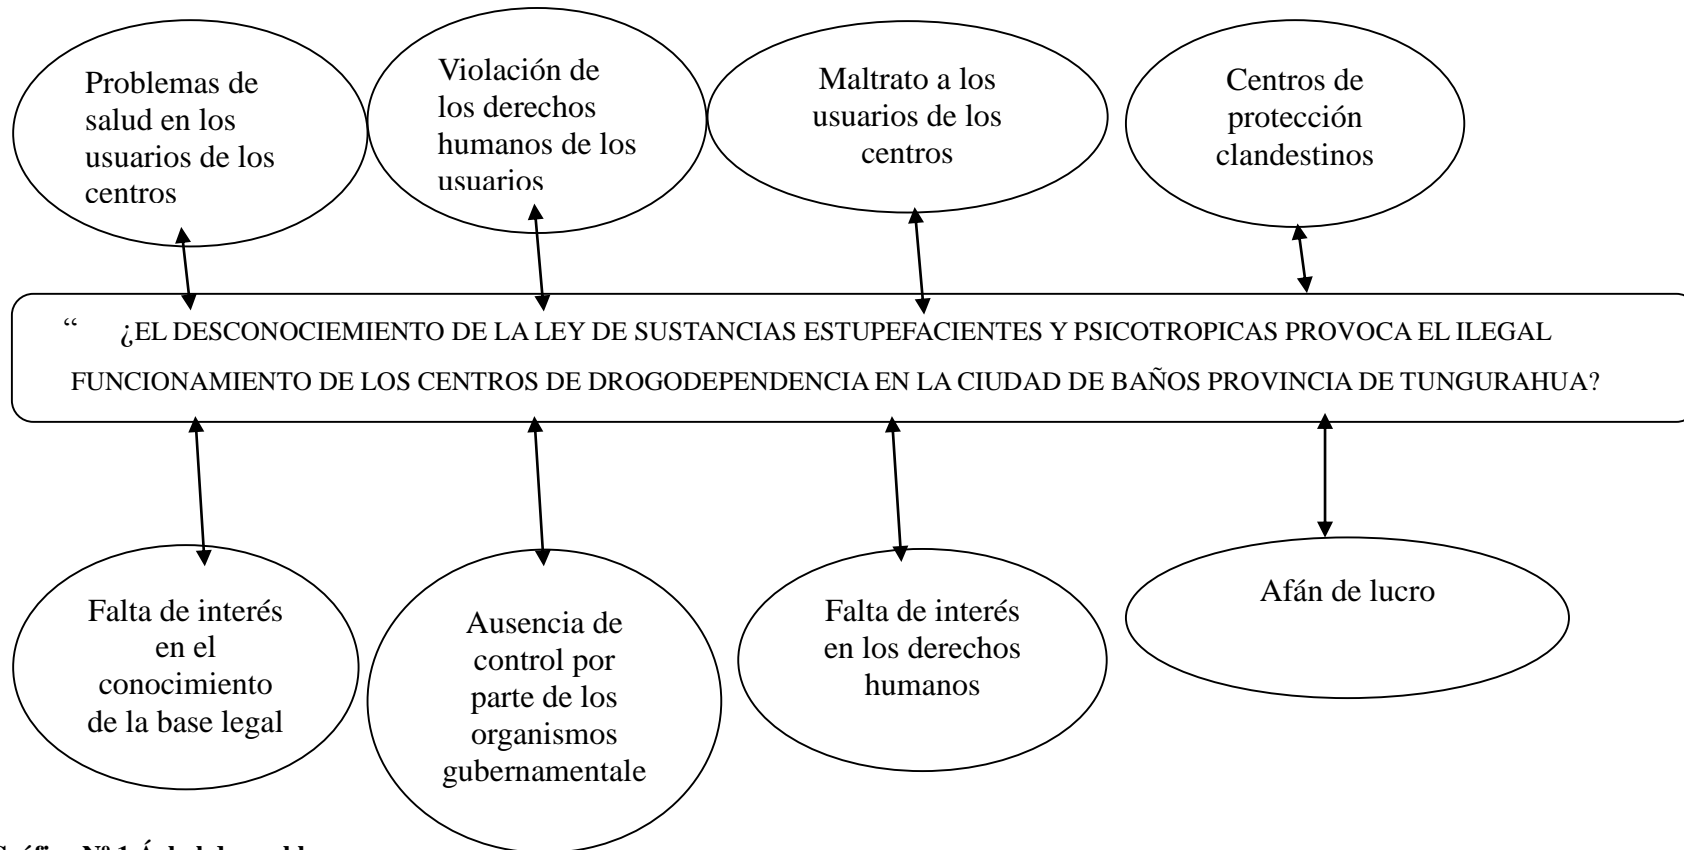 Problemas de
salud en los
usuarios de los
centros
Violación de
los derechos
humanos de los
usuarios
Maltrato a los
usuarios de los
centros
Centros de
protección
clandestinos
“ ¿EL DESCONOCIEMIENTO DE LA LEY DE SUSTANCIAS ESTUPEFACIENTES Y PSICOTROPICAS PROVOCA EL ILEGAL
FUNCIONAMIENTO DE LOS CENTROS DE DROGODEPENDENCIA EN LA CIUDAD DE BAÑOS PROVINCIA DE TUNGURAHUA?
Falta de interés
en el
conocimiento
de la base legal
Ausencia de
control por
parte de los
organismos
gubernamentale
Falta de interés
en los derechos
humanos
Afán de lucro